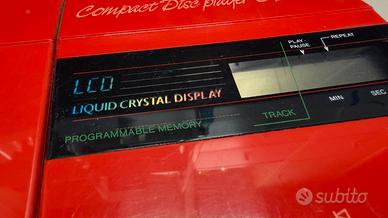 Compact Disc player
PLAY-
PAUSE
REPEAT
LCD
LIQUID CRYSTAL DISPLAY
PROGRAMMABLE MEMORY
TRACK
MIN
SEC
subito